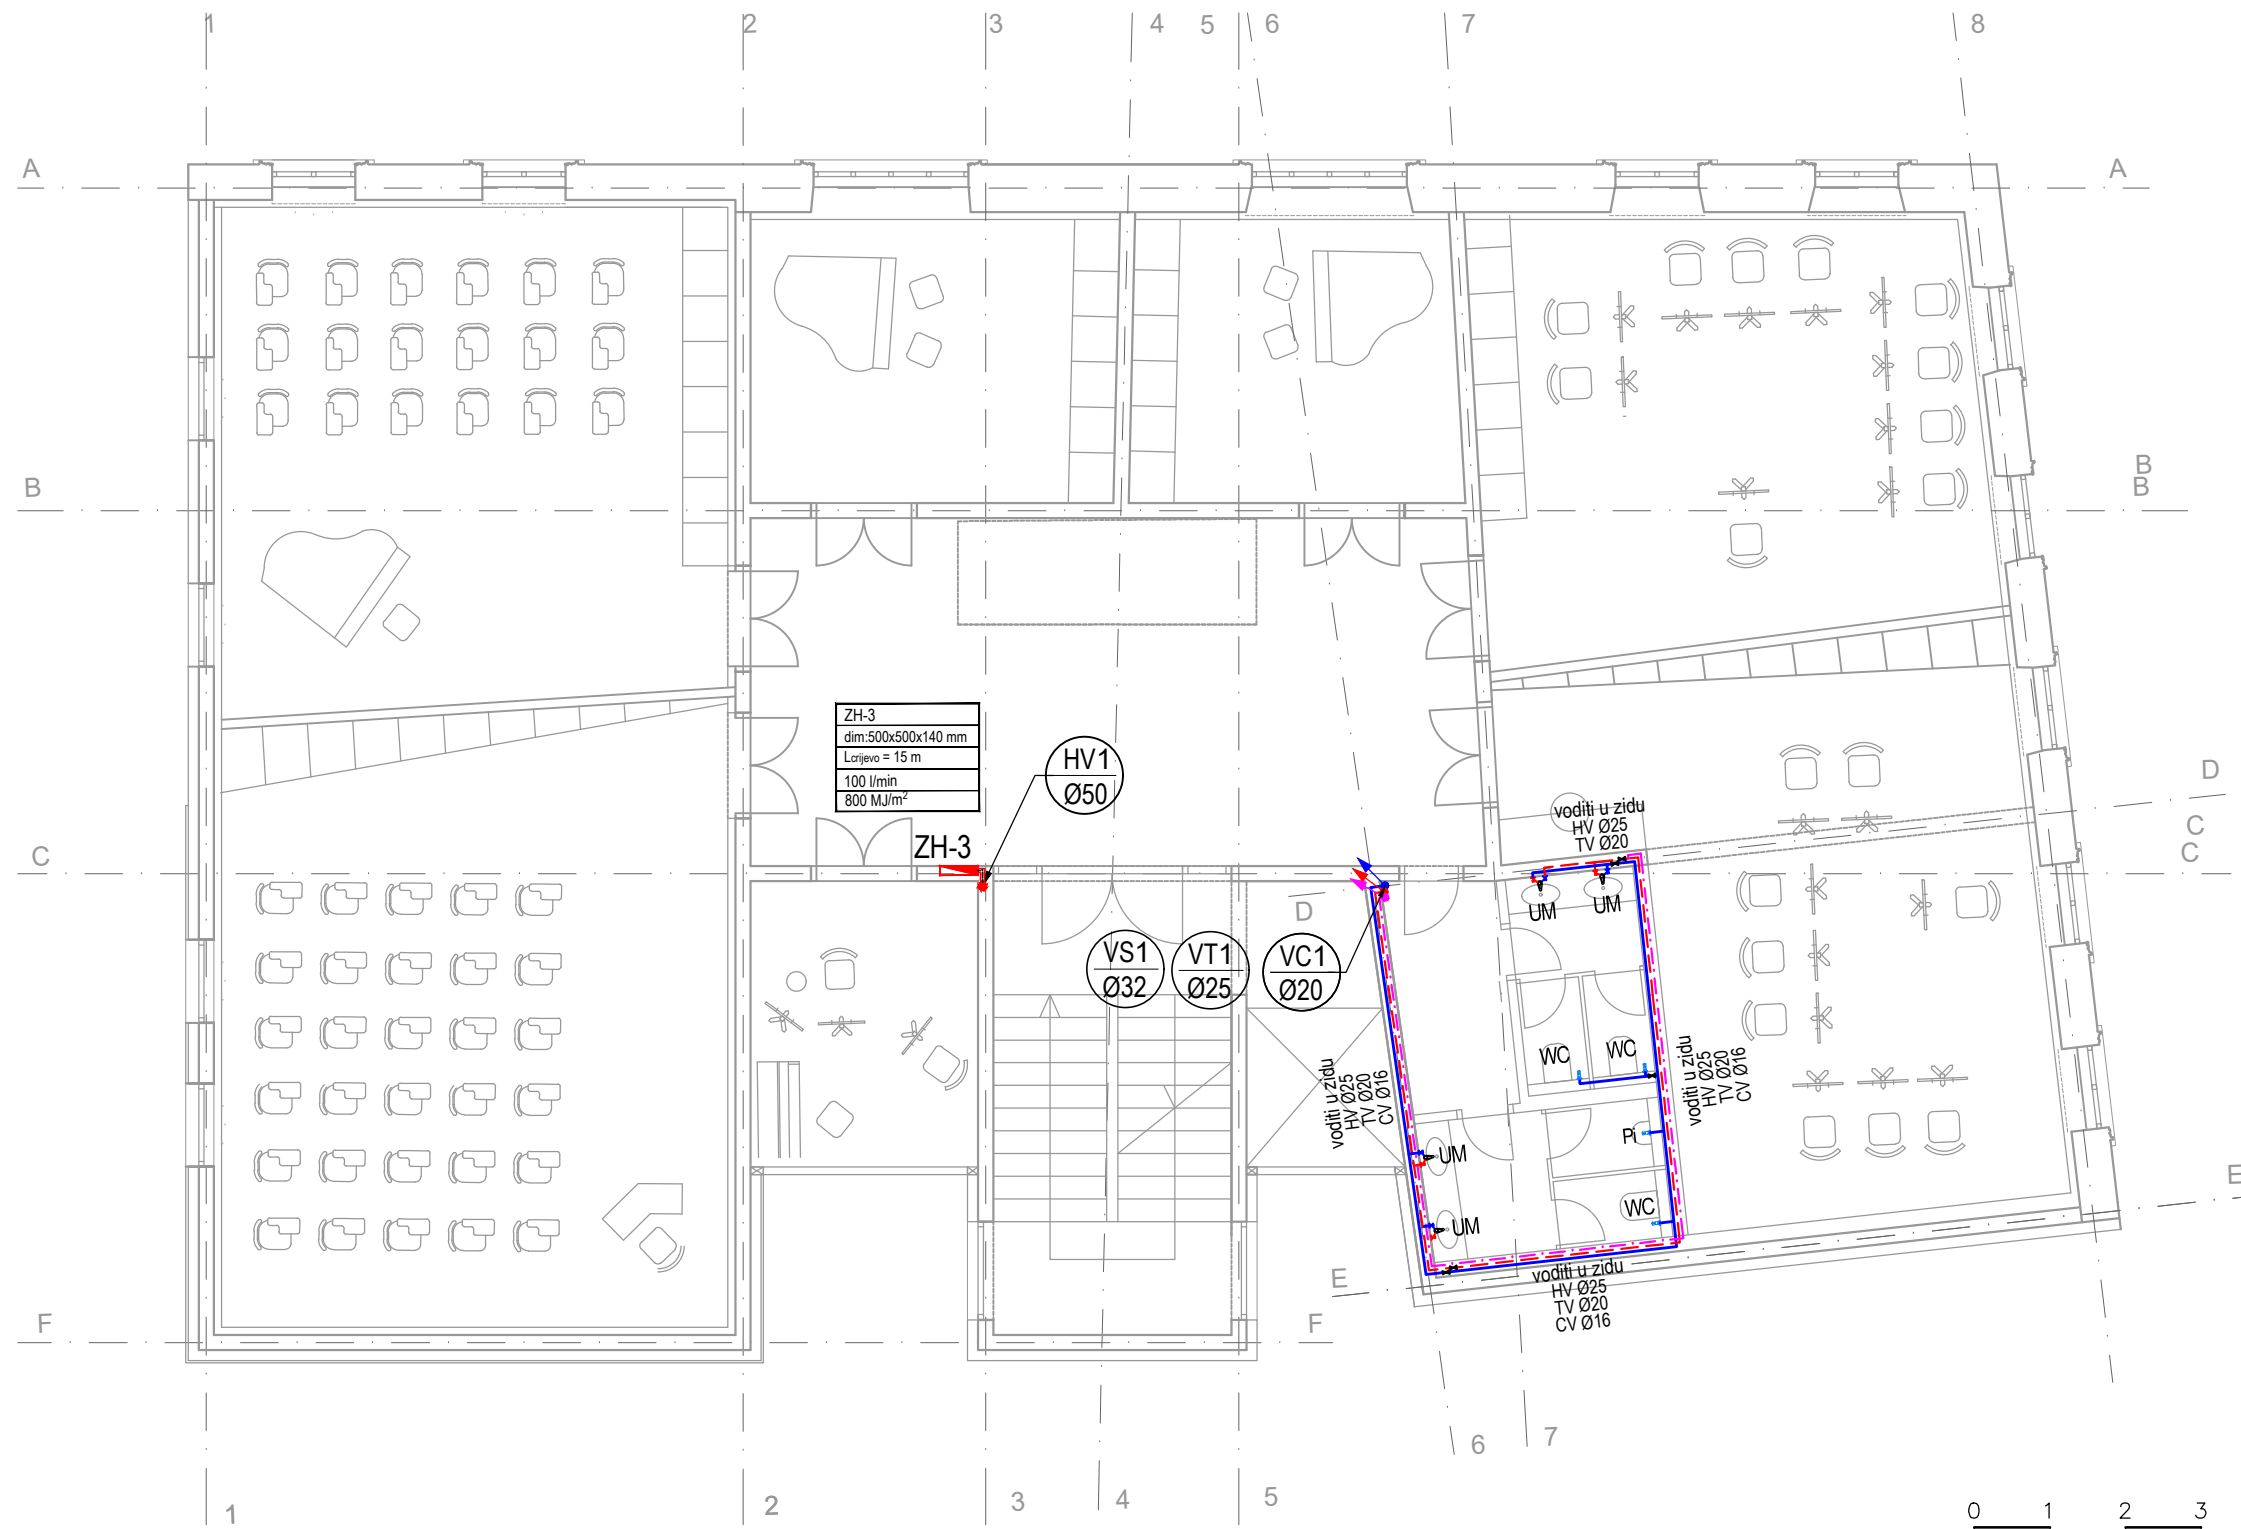 1
2
3
4
5
6
7
8
A
A
B
B
B
ZH-3
dim:500x500x140 mm
Lcrijevo = 15 m
100 l/min
800 MJ/m²
HV1
Ø50
ZH-3
D
voditi u zidu
HV Ø25
TV Ø20
C
C
C
D
UM
UM
VS1
Ø32
VT1
Ø25
VC1
Ø20
WC
WC
voditi u zidu
HV Ø25
TV Ø20
CV Ø16
voditi u zidu
HV Ø25
TV Ø20
CV Ø16
Pi
UM
WC
UM
E
E
voditi u zidu
HV Ø25
TV Ø20
CV Ø16
F
F
6
7
1
2
3
4
5
0 1 2 3